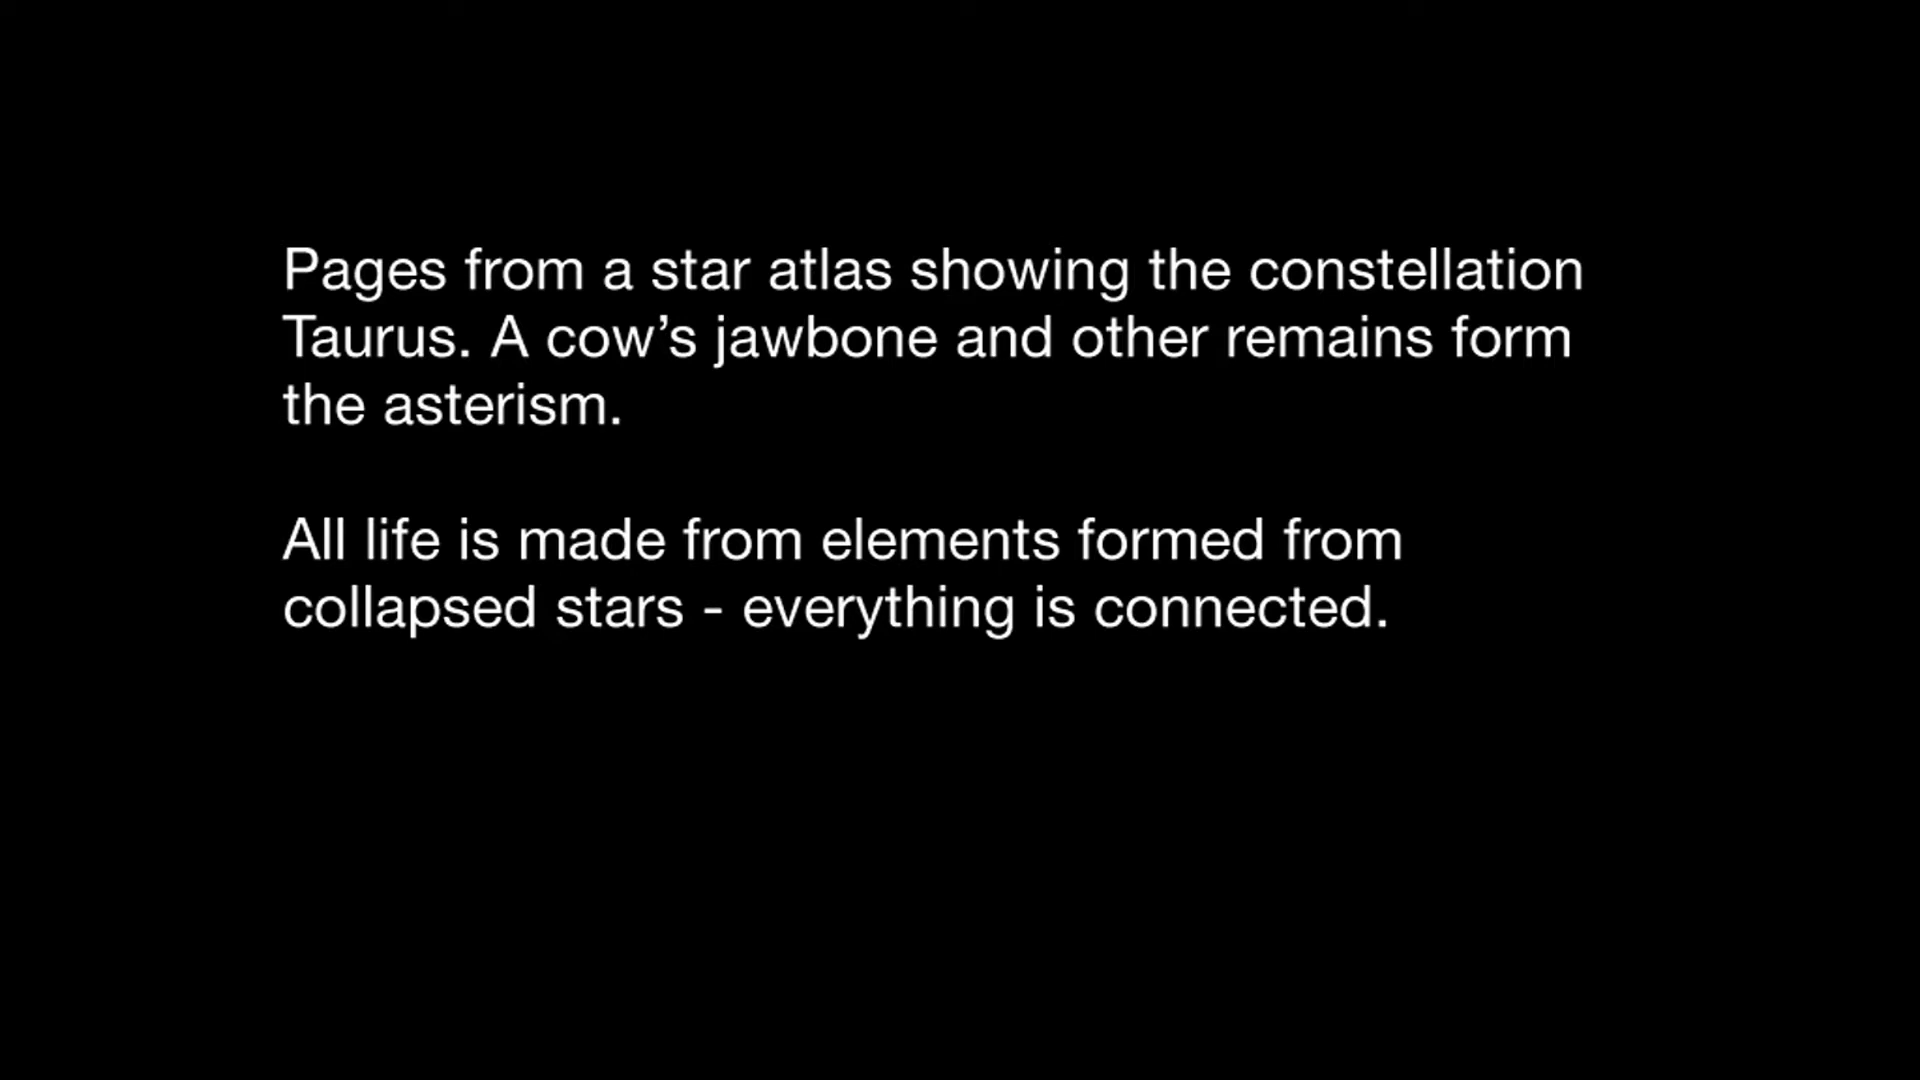 Pages from a star atlas showing the constellation
Taurus. A cow’s jawbone and other remains form
the asterism.
All life is made from elements formed from
collapsed stars - everything is connected.